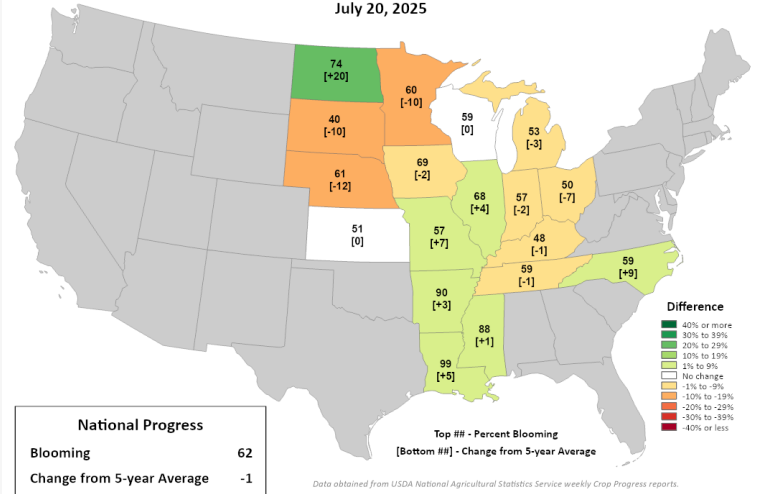 July 20, 2025
74
[+20]
60
[-10]
59
[0]
40
[-10]
53
[-3]
61
[-12]
69
[-2]
68
[+4]
57
[-2]
50
[-7]
51
[0]
57
[+7]
48
[-1]
59
[-1]
59
[+9]
90
[+3]
88
[+1]
99
[+5]
Difference
40% or more
30% to 39%
20% to 29%
10% to 19%
1% to 9%
No change
-1% to -9%
-10% to -19%
-20% to -29%
-30% to -39%
-40% or less
National Progress
Blooming 62
Change from 5-year Average -1
Top ## - Percent Blooming
[Bottom ##] - Change from 5-year Average
Data obtained from USDA National Agricultural Statistics Service weekly Crop Progress reports.